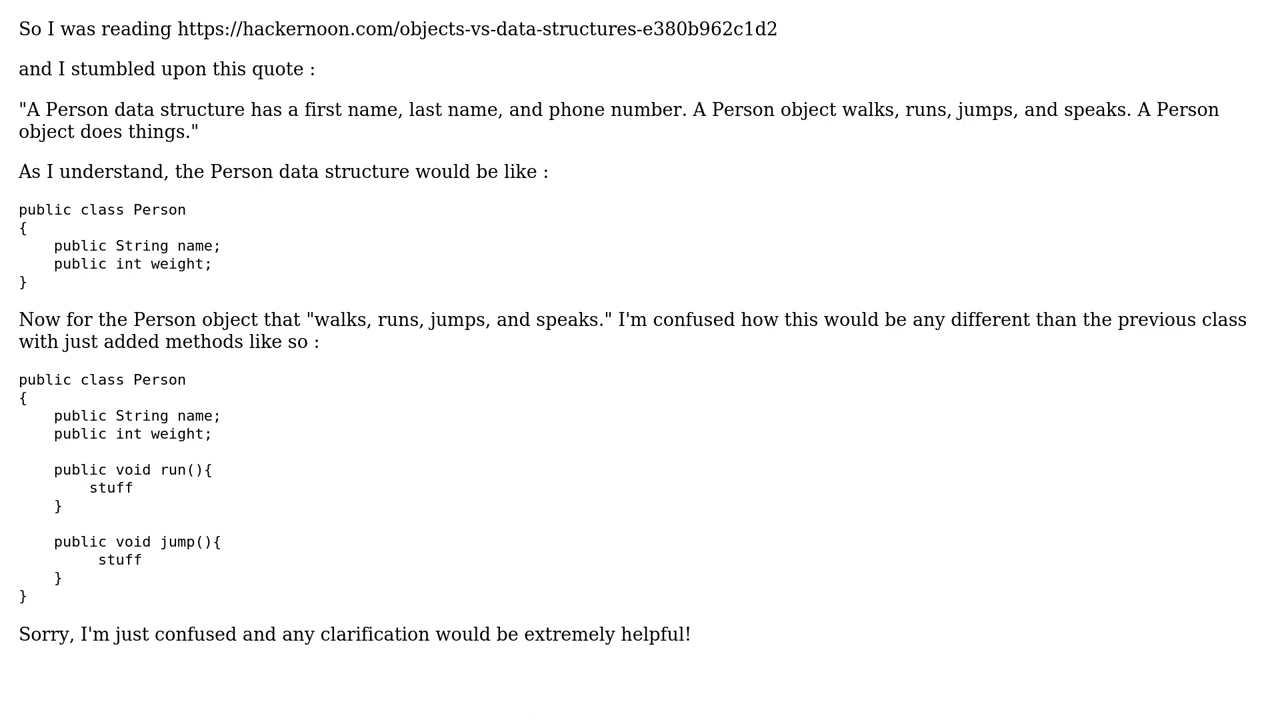 So I was reading https://hackernoon.com/objects-vs-data-structures-e380b962c1d2
and I stumbled upon this quote :
"A Person data structure has a first name, last name, and phone number. A Person object walks, runs, jumps, and speaks. A Person
object does things."
As I understand, the Person data structure would be like :
public class Person
{
    public String name;
    public int weight;
}
Now for the Person object that "walks, runs, jumps, and speaks." I'm confused how this would be any different than the previous class
with just added methods like so :
public class Person
{
    public String name;
    public int weight;
    public void run(){
        stuff
    }
    public void jump(){
         stuff
    }
}
Sorry, I'm just confused and any clarification would be extremely helpful!